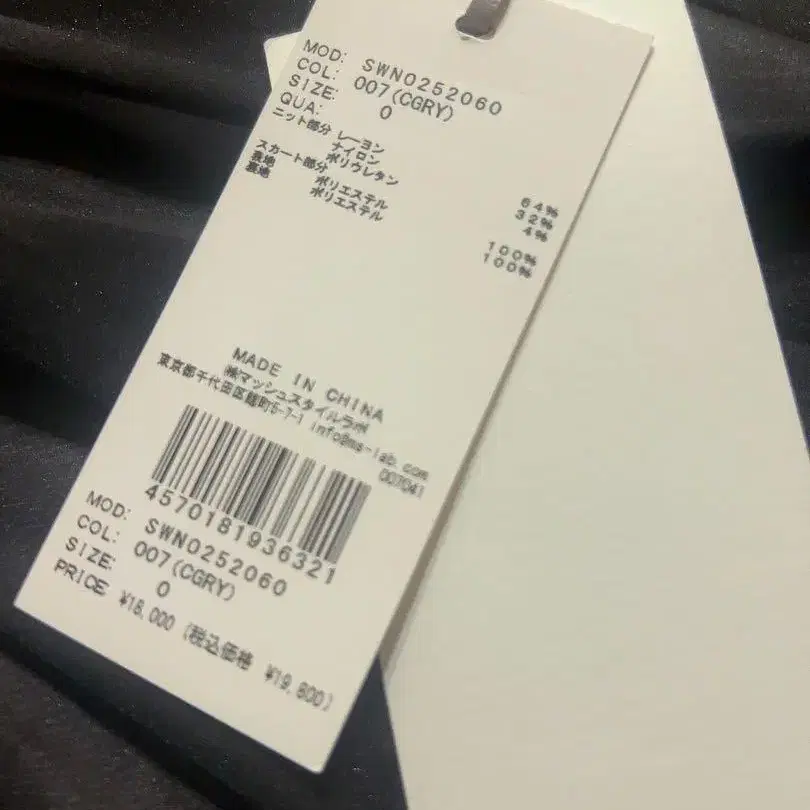 MOD: SWN0252060
COL: 007(CGRY)
SIZE: 0
QUA:
ニット部分 レーヨン 64%
ナイロン 32%
ポリウレタン 4%
スカート部分
表地 ポリエステル 100%
裏地 ポリエステル 100%
MADE IN CHINA
㈱マッシュスタイルラボ
東京都千代田区麹町5-7-1 info@ms-lab.com
007041
4570181936321
MOD: SWN0252060
COL: 007(CGRY)
SIZE: 0
PRICE ¥18,000 (税込価格 ¥19,800)